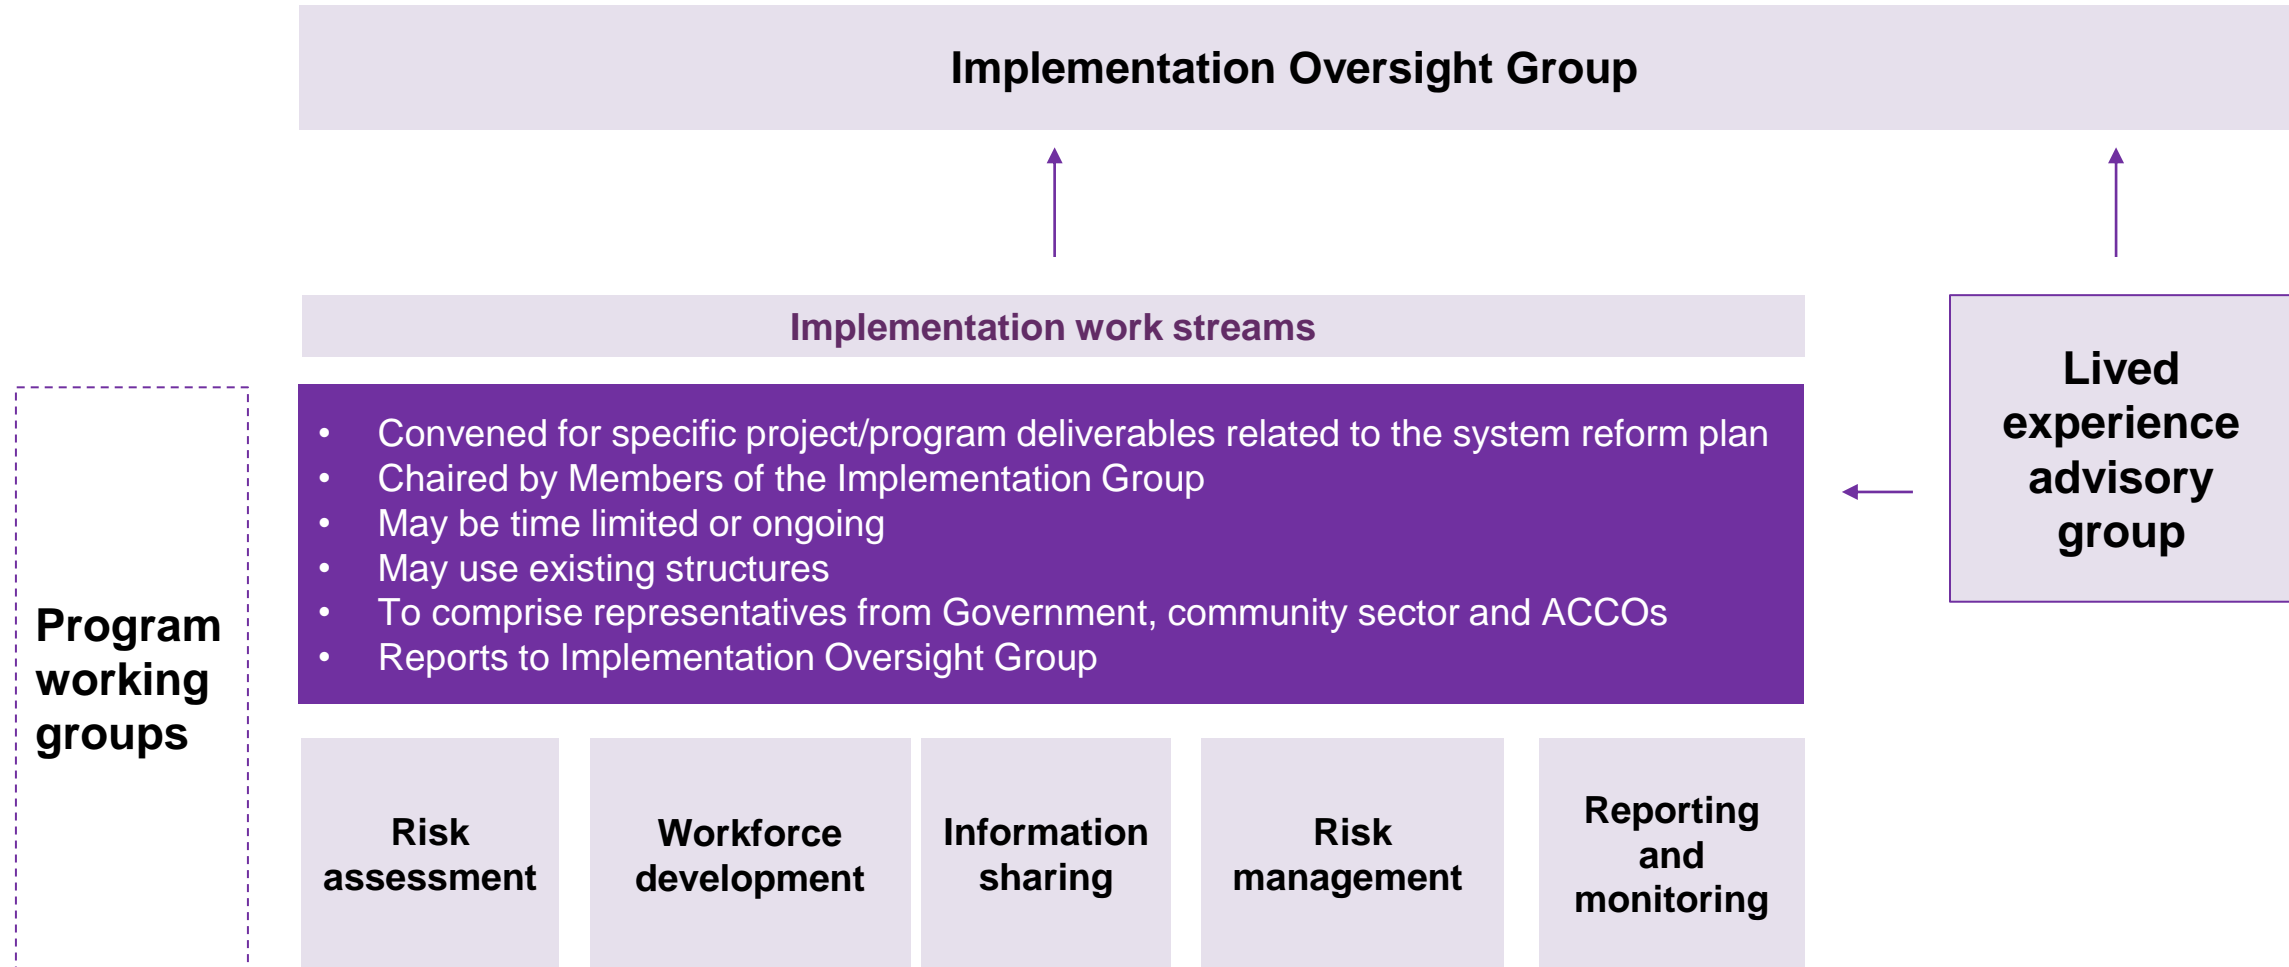 Implementation Oversight Group
Implementation work streams
• Convened for specific project/program deliverables related to the system reform plan
• Chaired by Members of the Implementation Group
• May be time limited or ongoing
• May use existing structures
• To comprise representatives from Government, community sector and ACCOs
• Reports to Implementation Oversight Group
Lived
experience
advisory
group
Program
working
groups
Risk
assessment
Workforce
development
Information
sharing
Risk
management
Reporting
and
monitoring